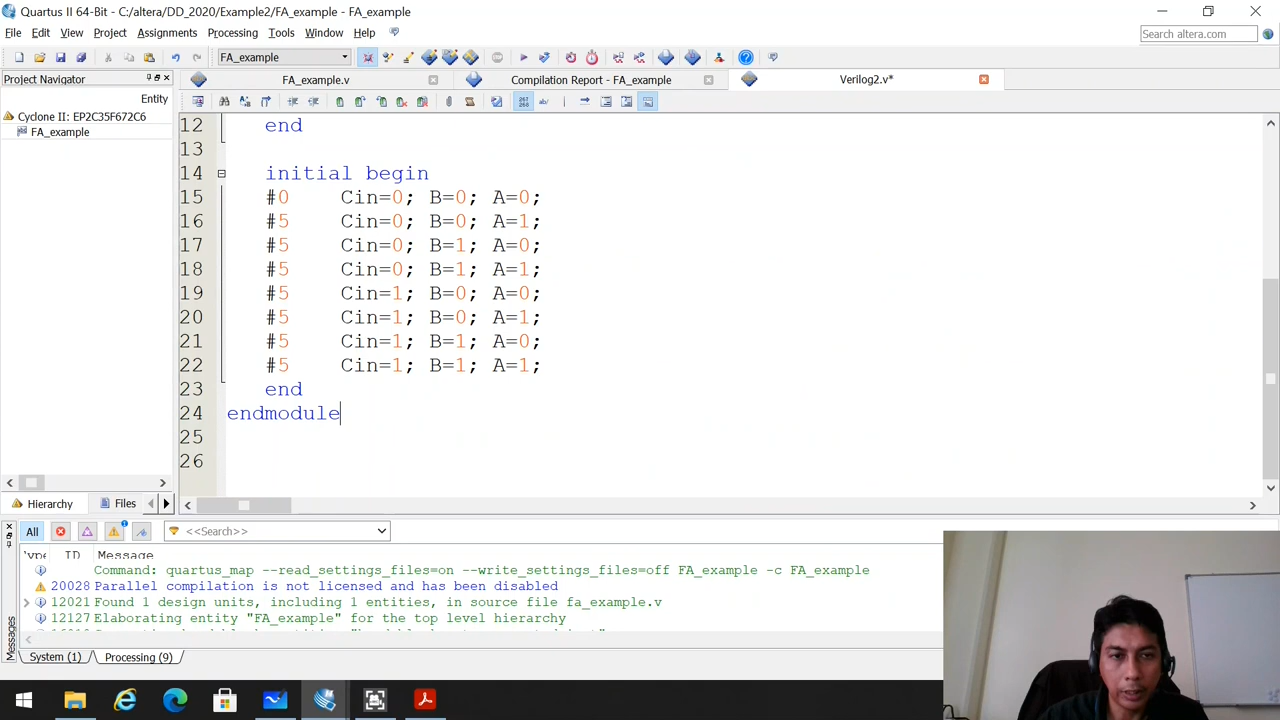 Quartus II 64-Bit - C:/altera/DD_2020/Example2/FA_example - FA_example
File Edit View Project Assignments Processing Tools Window Help
Search altera.com
FA_example
Project Navigator
FA_example.v
Compilation Report - FA_example
Verilog2.v*
Entity
Cyclone II: EP2C35F672C6
FA_example
12 end
13
14 initial begin
15 #0 Cin=0; B=0; A=0;
16 #5 Cin=0; B=0; A=1;
17 #5 Cin=0; B=1; A=0;
18 #5 Cin=0; B=1; A=1;
19 #5 Cin=1; B=0; A=0;
20 #5 Cin=1; B=0; A=1;
21 #5 Cin=1; B=1; A=0;
22 #5 Cin=1; B=1; A=1;
23 end
24 endmodule
25
26
Hierarchy Files
All
<<Search>>
ID Message
Command: quartus_map --read_settings_files=on --write_settings_files=off FA_example -c FA_example
20028 Parallel compilation is not licensed and has been disabled
12021 Found 1 design units, including 1 entities, in source file fa_example.v
12127 Elaborating entity "FA_example" for the top level hierarchy
System (1) Processing (9)
Messages